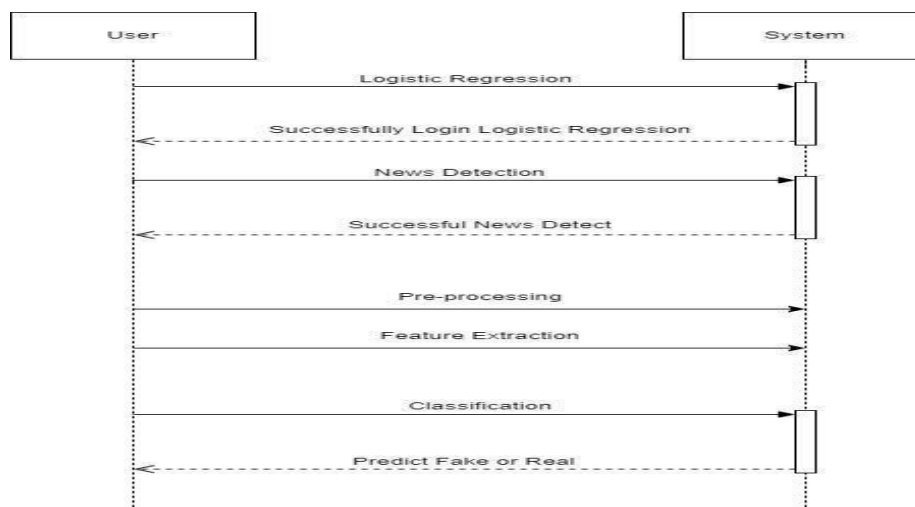 User
System
Logistic Regression
Successfully Login Logistic Regression
News Detection
Successful News Detect
Pre-processing
Feature Extraction
Classification
Predict Fake or Real